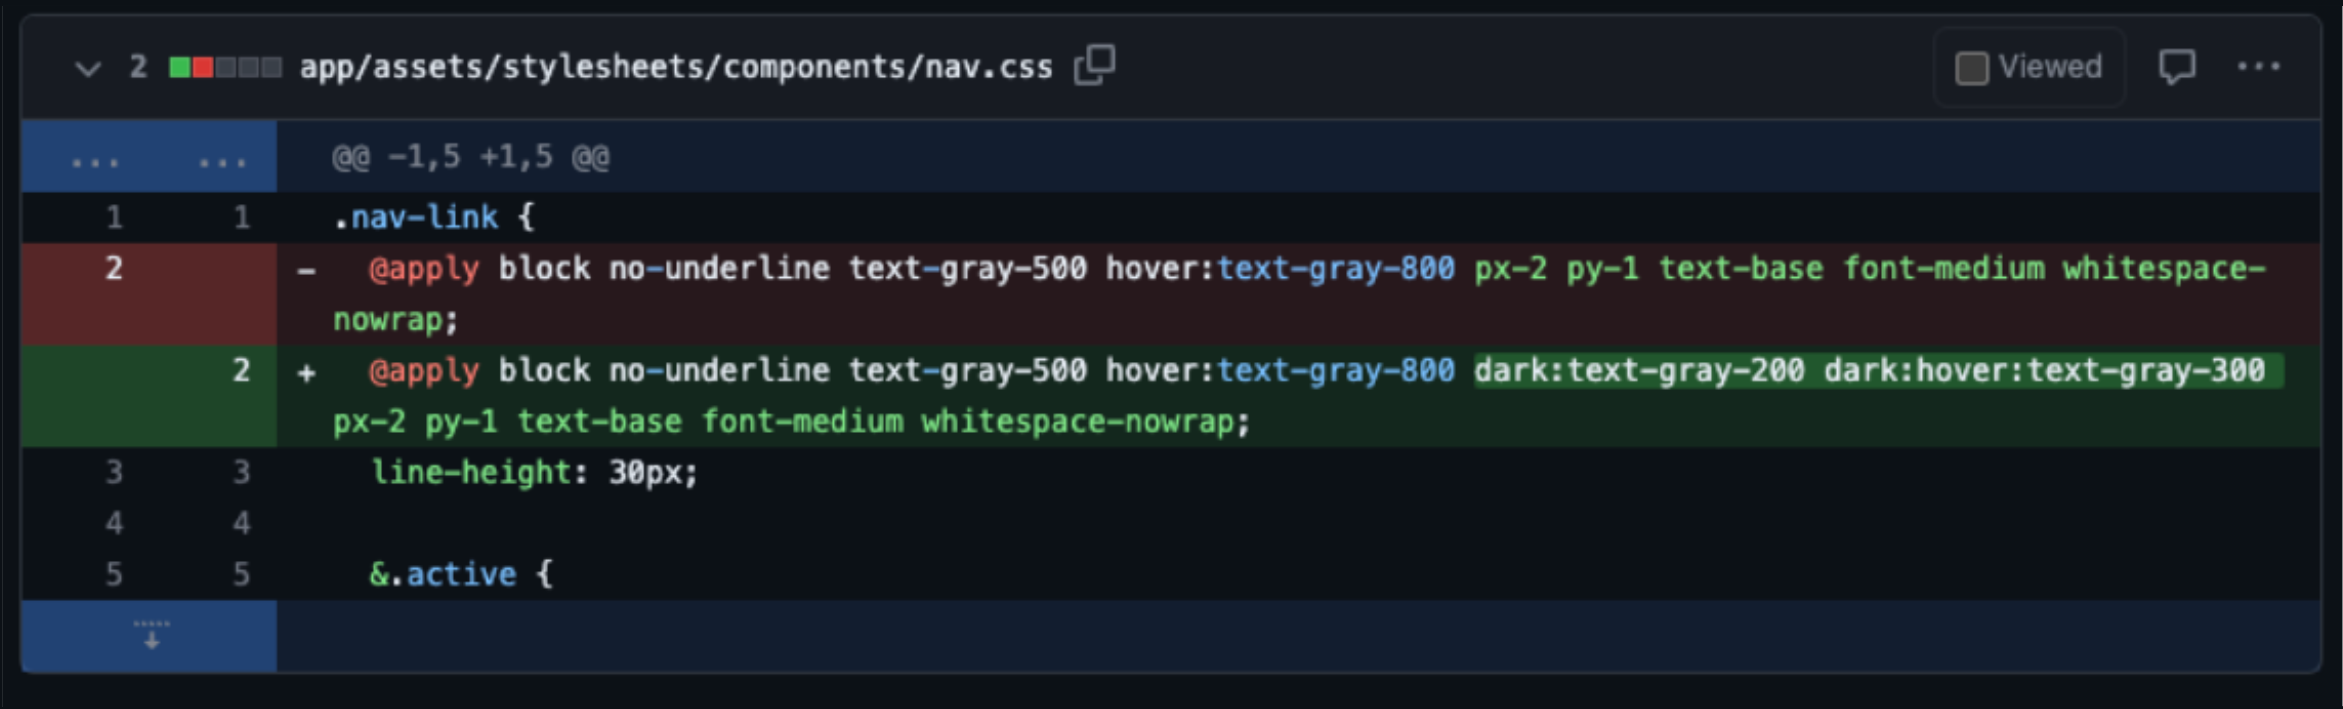 2 app/assets/stylesheets/components/nav.css Viewed ...
... ... @@ -1,5 +1,5 @@
1 1 .nav-link {
2 -   @apply block no-underline text-gray-500 hover:text-gray-800 px-2 py-1 text-base font-medium whitespace-
nowrap;
2 +   @apply block no-underline text-gray-500 hover:text-gray-800 dark:text-gray-200 dark:hover:text-gray-300
px-2 py-1 text-base font-medium whitespace-nowrap;
3 3   line-height: 30px;
4 4
5 5   &.active {